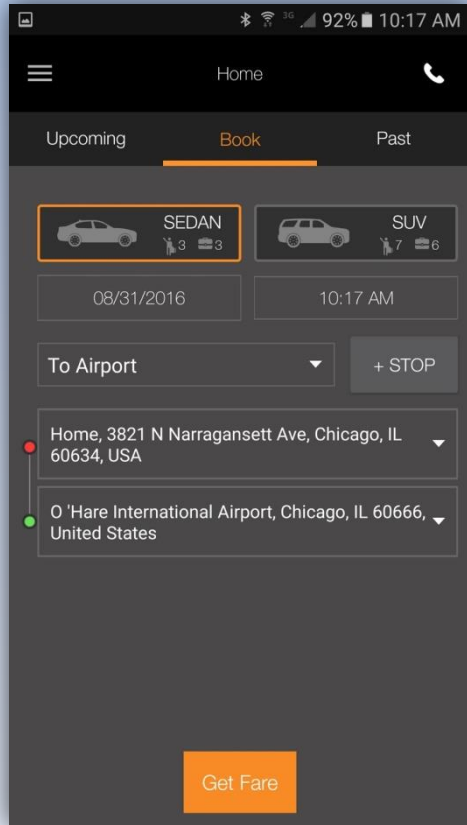 3G 92% 10:17 AM
Home
Upcoming Book Past
SEDAN
3 3
SUV
7 6
08/31/2016 10:17 AM
To Airport + STOP
Home, 3821 N Narragansett Ave, Chicago, IL
60634, USA
O 'Hare International Airport, Chicago, IL 60666,
United States
Get Fare